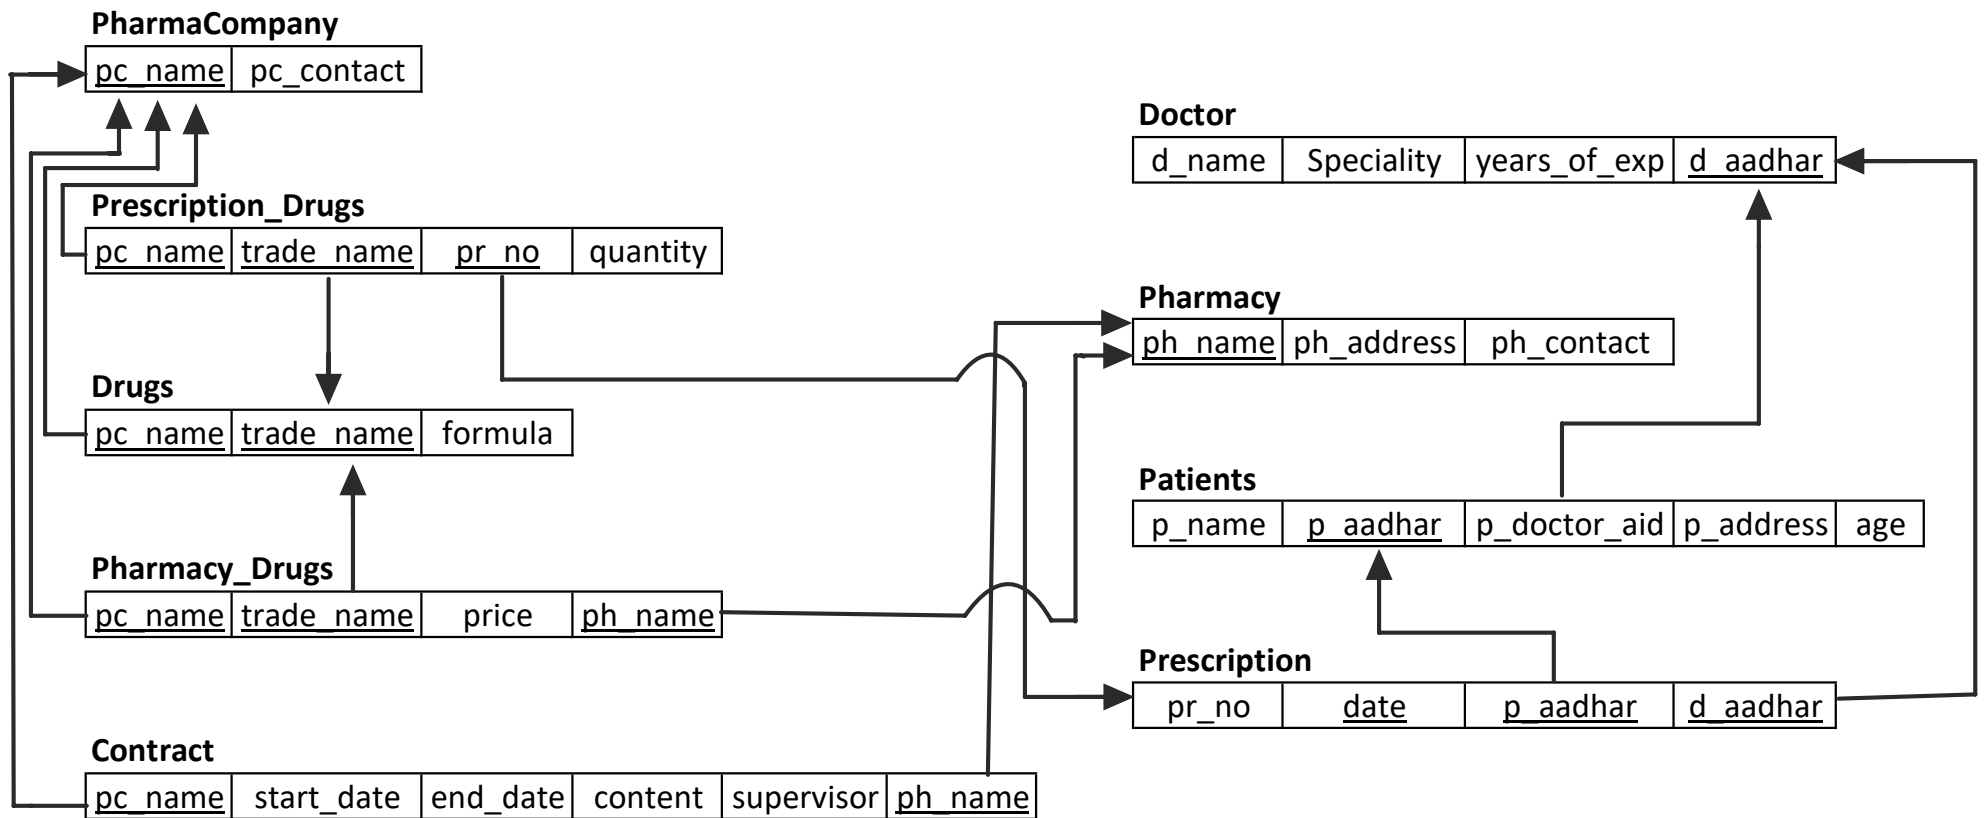 PharmaCompany
pc_name pc_contact
Prescription_Drugs
pc_name trade_name pr_no quantity
Drugs
pc_name trade_name formula
Pharmacy_Drugs
pc_name trade_name price ph_name
Contract
pc_name start_date end_date content supervisor ph_name
Doctor
d_name Speciality years_of_exp d_aadhar
Pharmacy
ph_name ph_address ph_contact
Patients
p_name p_aadhar p_doctor_aid p_address age
Prescription
pr_no date p_aadhar d_aadhar